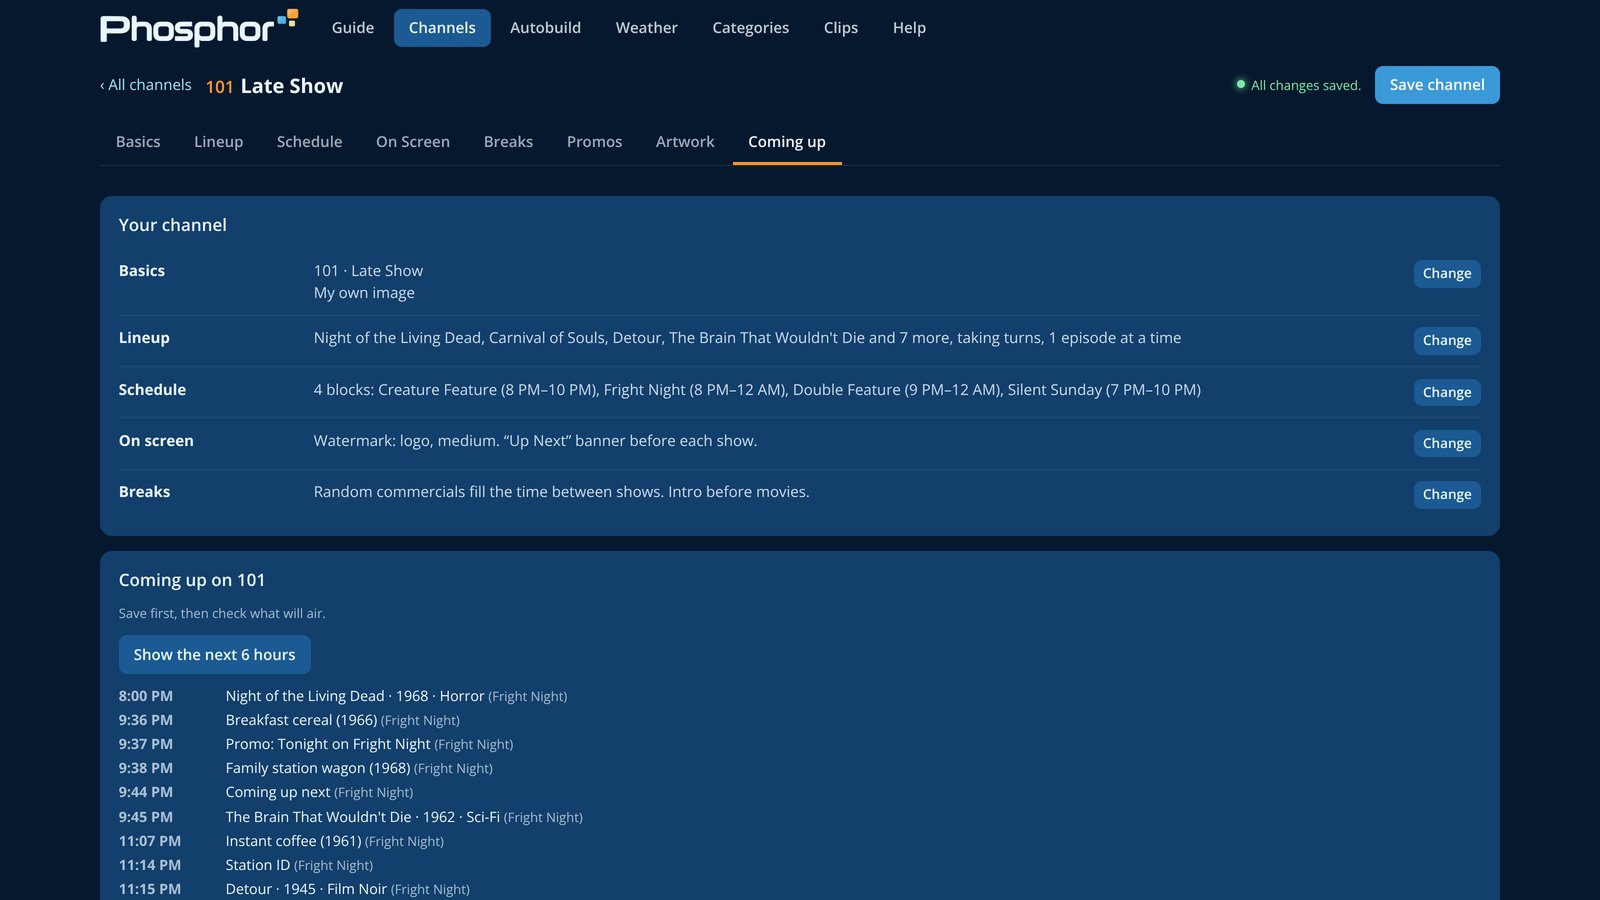 Phosphor
Guide
Channels
Autobuild
Weather
Categories
Clips
Help
‹ All channels
101 Late Show
All changes saved.
Save channel
Basics
Lineup
Schedule
On Screen
Breaks
Promos
Artwork
Coming up
Your channel
Basics
101 · Late Show
My own image
Change
Lineup
Night of the Living Dead, Carnival of Souls, Detour, The Brain That Wouldn't Die and 7 more, taking turns, 1 episode at a time
Change
Schedule
4 blocks: Creature Feature (8 PM–10 PM), Fright Night (8 PM–12 AM), Double Feature (9 PM–12 AM), Silent Sunday (7 PM–10 PM)
Change
On screen
Watermark: logo, medium. “Up Next” banner before each show.
Change
Breaks
Random commercials fill the time between shows. Intro before movies.
Change
Coming up on 101
Save first, then check what will air.
Show the next 6 hours
8:00 PM Night of the Living Dead · 1968 · Horror (Fright Night)
9:36 PM Breakfast cereal (1966) (Fright Night)
9:37 PM Promo: Tonight on Fright Night (Fright Night)
9:38 PM Family station wagon (1968) (Fright Night)
9:44 PM Coming up next (Fright Night)
9:45 PM The Brain That Wouldn't Die · 1962 · Sci-Fi (Fright Night)
11:07 PM Instant coffee (1961) (Fright Night)
11:14 PM Station ID (Fright Night)
11:15 PM Detour · 1945 · Film Noir (Fright Night)